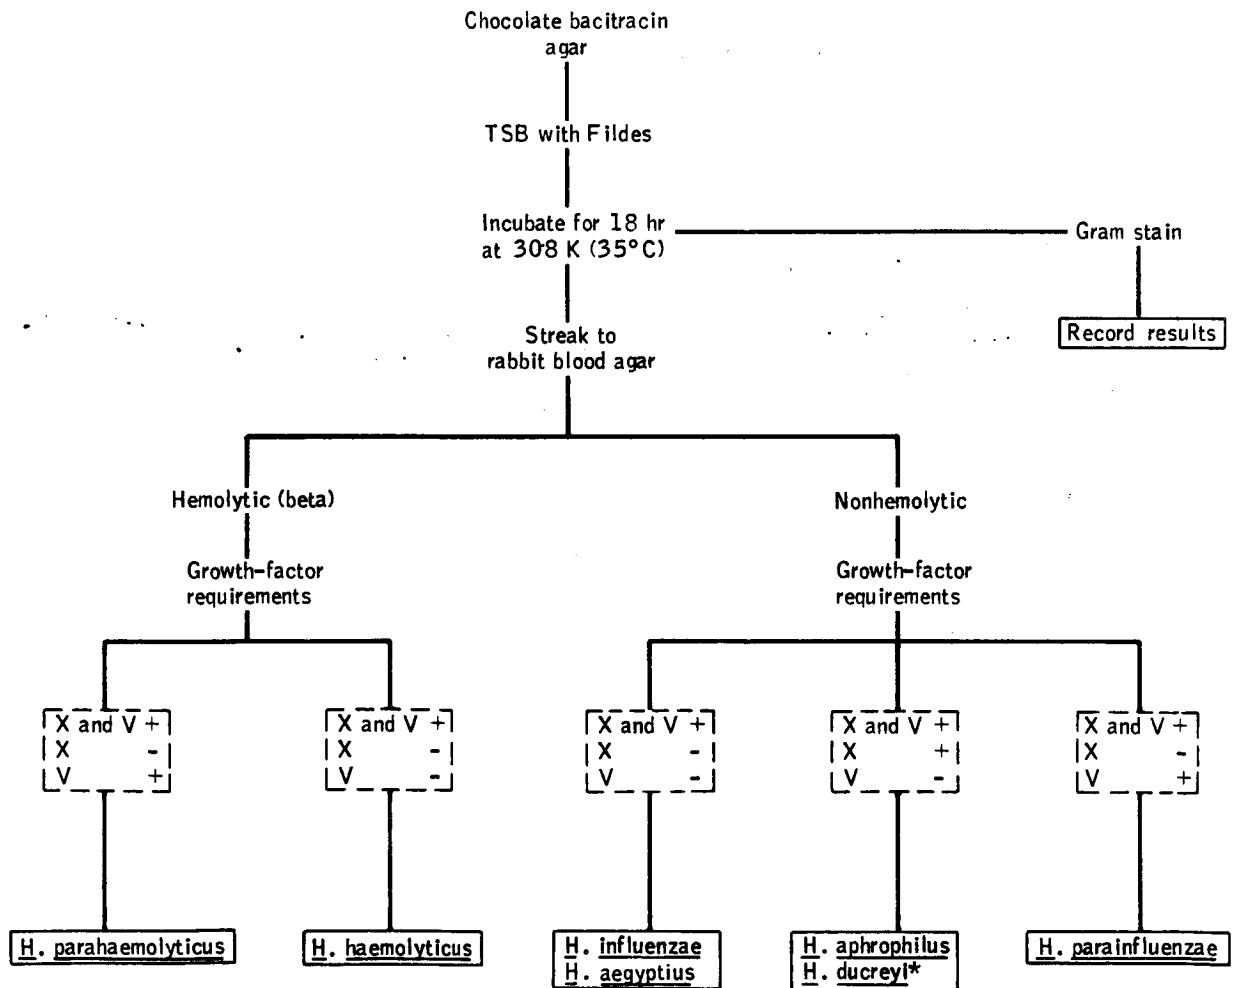 Chocolate bacitracin
agar
TSB with Fildes
Incubate for 18 hr
at 308 K (35°C)
Gram stain
Record results
Streak to
rabbit blood agar
Hemolytic (beta)
Nonhemolytic
Growth-factor
requirements
Growth-factor
requirements
X and V +
X -
V +
X and V +
X -
V -
X and V +
X -
V -
X and V +
X +
V -
X and V +
X -
V +
H. parahaemolyticus
H. haemolyticus
H. influenzae
H. aegyptius
H. aphrophilus
H. ducreyi*
H. parainfluenzae